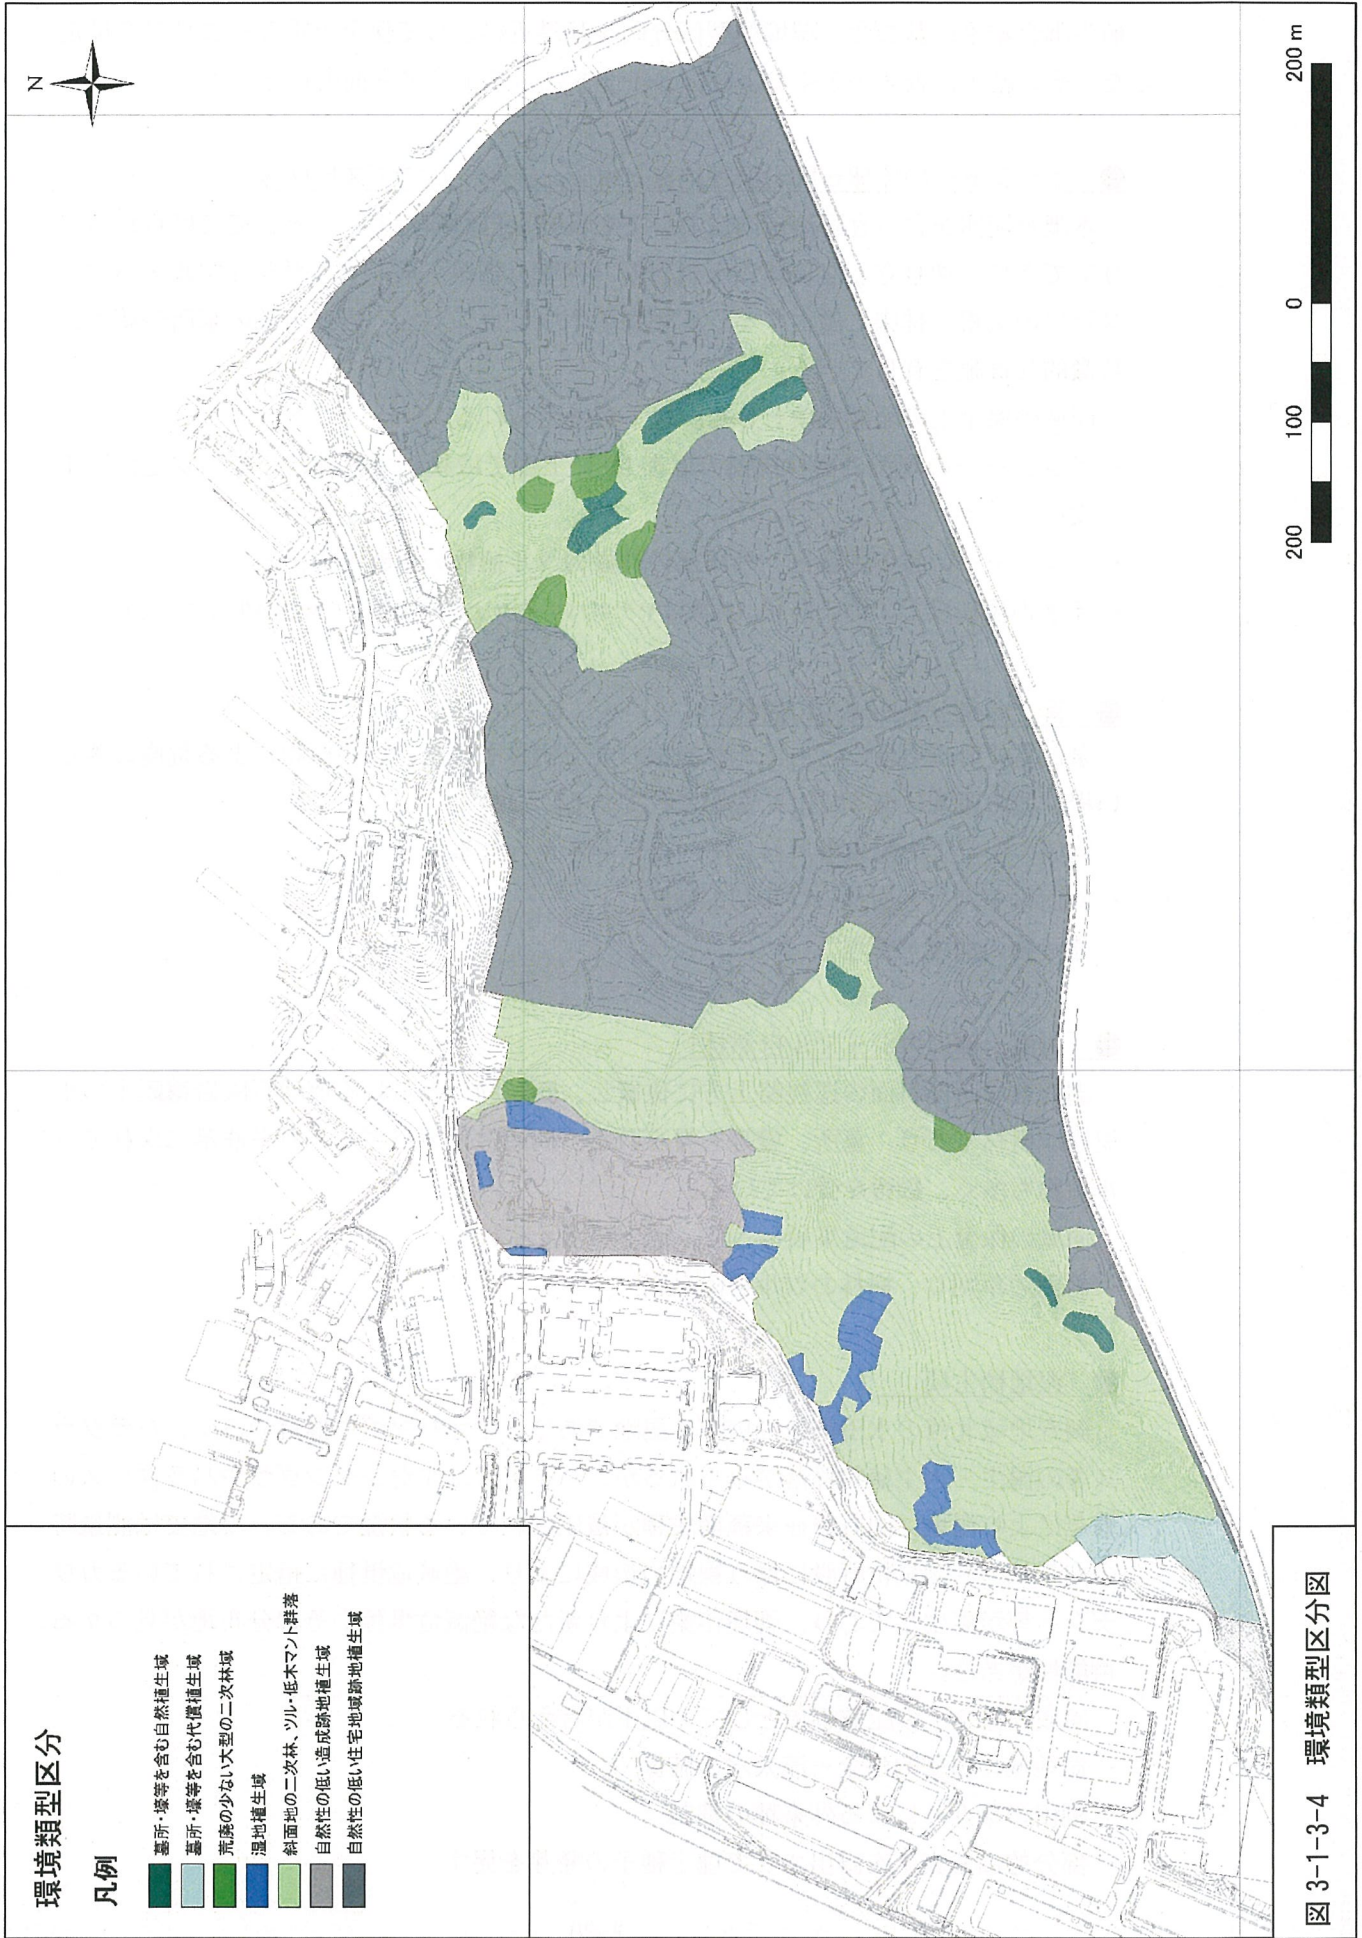 環境類型区分
凡例
墓所・壕等を含む自然植生域
墓所・壕等を含む代償植生域
荒廃の少ない大型の二次林域
湿地植生域
斜面地の二次林、ツル・低木マント群落
自然性の低い造成跡地植生域
自然性の低い住宅地域跡地植生域
N
200 100 0 200 m
図 3-1-3-4 環境類型区分図